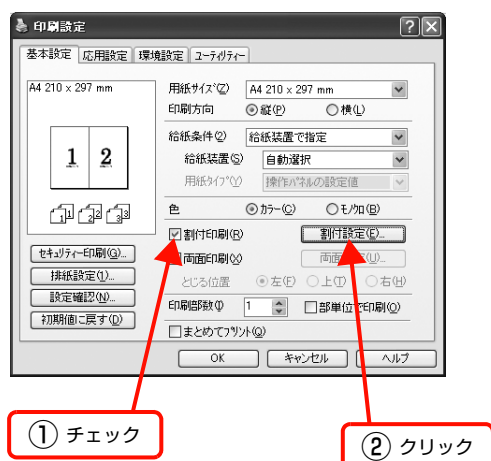 印刷設定
基本設定 応用設定 環境設定 ユーティリティー
A4 210 x 297 mm
1 2
1 2 3
セキュリティー印刷(G)...
排紙設定(1)...
設定確認(N)...
初期値に戻す(D)
用紙サイズ(Z) A4 210 x 297 mm
印刷方向 縦(P) 横(L)
給紙条件(2) 給紙装置で指定
給紙装置(S) 自動選択
用紙タイプ(Y) 操作パネルの設定値
色 カラー(C) モノクロ(B)
割付印刷(R) 割付設定(E)...
両面印刷(X) 両面 (U)...
とじる位置 左(F) 上(T) 右(H)
印刷部数(I) 1 部単位で印刷(O)
まとめてプリント(Q)
OK キャンセル ヘルプ
① チェック
② クリック